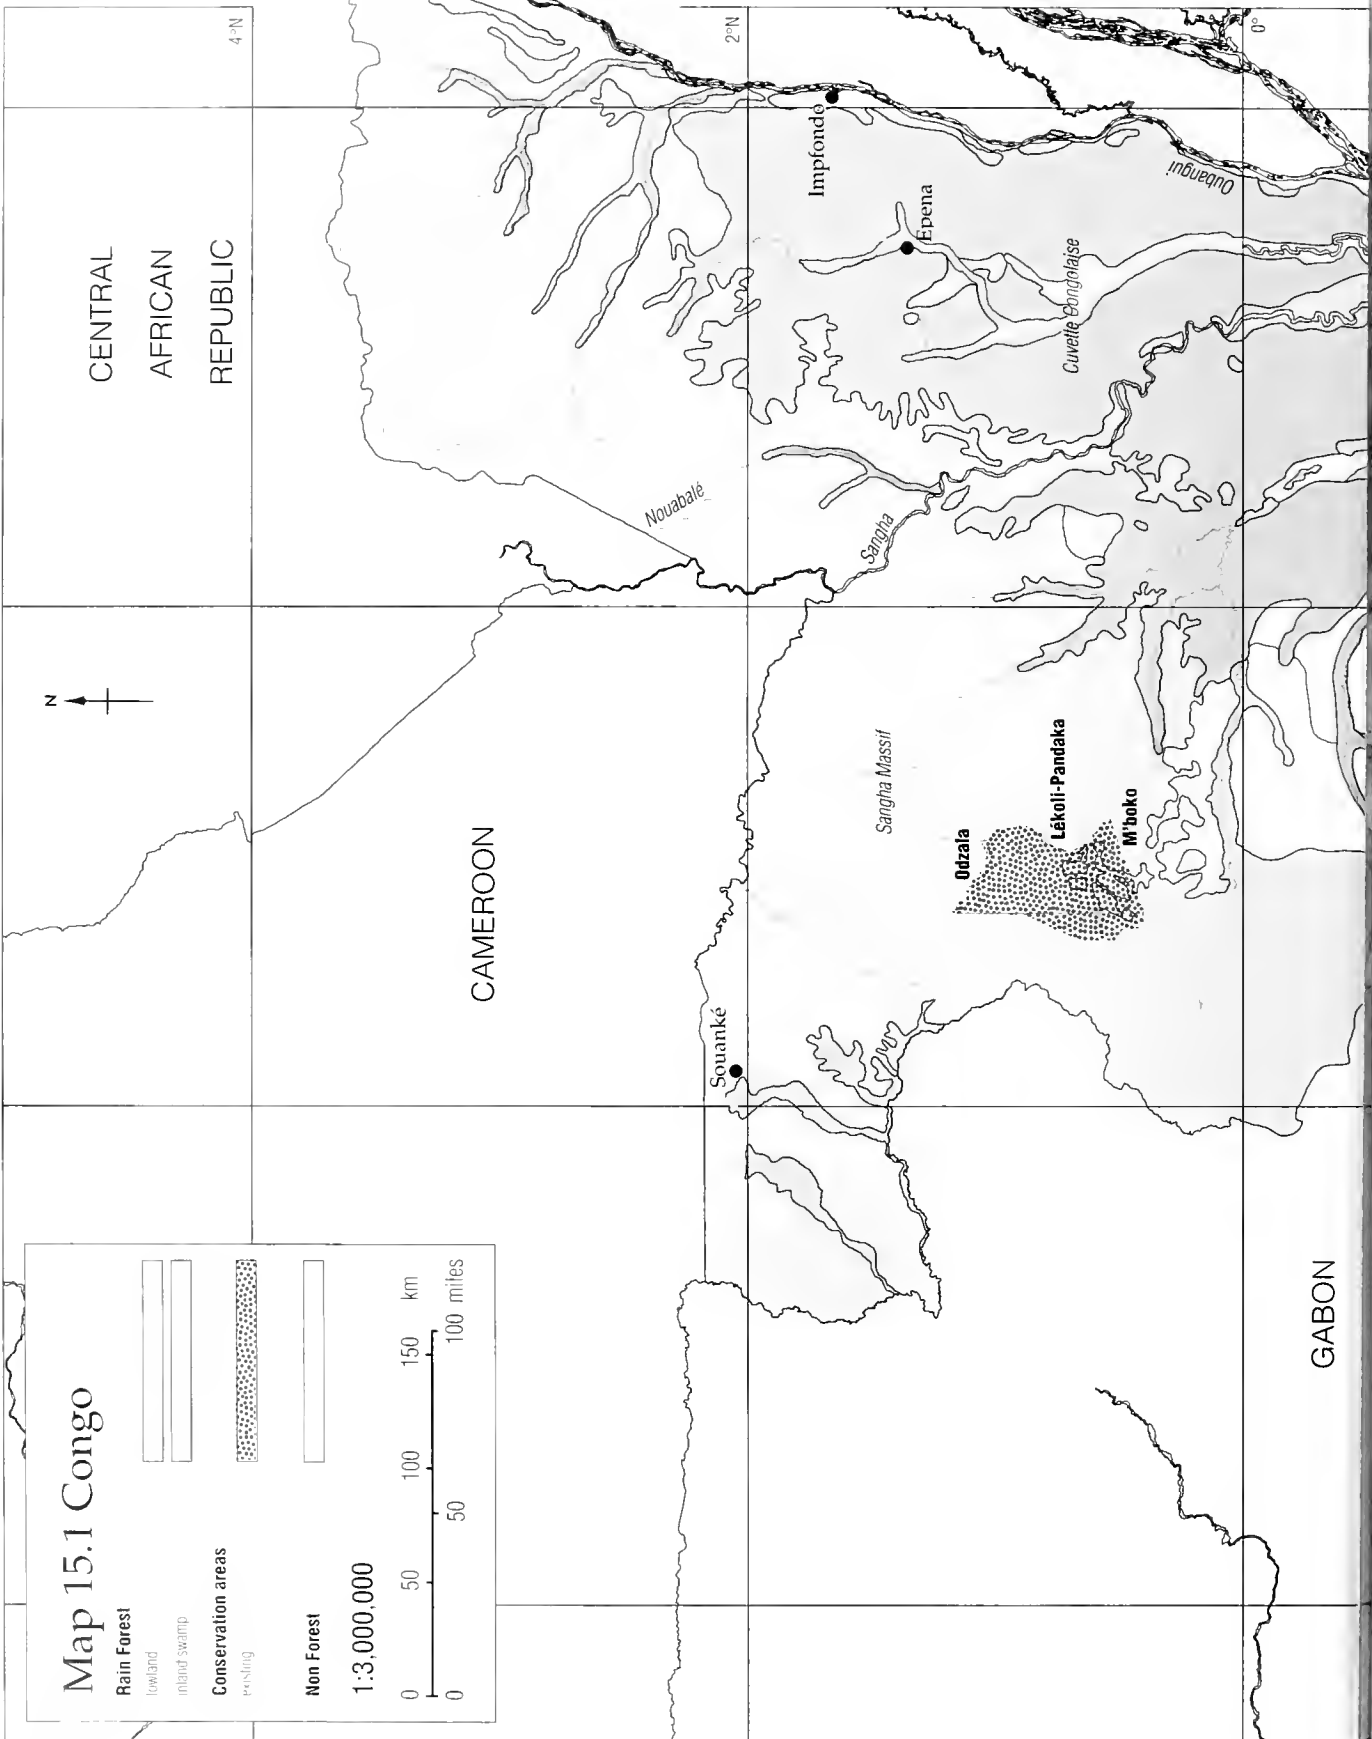 Map 15.1 Congo
Rain Forest
lowland
inland swamp
Conservation areas
existing
Non Forest
1:3,000,000
0 50 100 150 km
0 50 100 miles
N
CENTRAL
AFRICAN
REPUBLIC
CAMEROON
GABON
4°N
2°N
0°
Souanké
Nouabalé
Sangha
Sangha Massif
Odzala
Lékoli-Pandaka
M'boko
Impfondo
Epena
Cuvette Congolaise
Oubangui